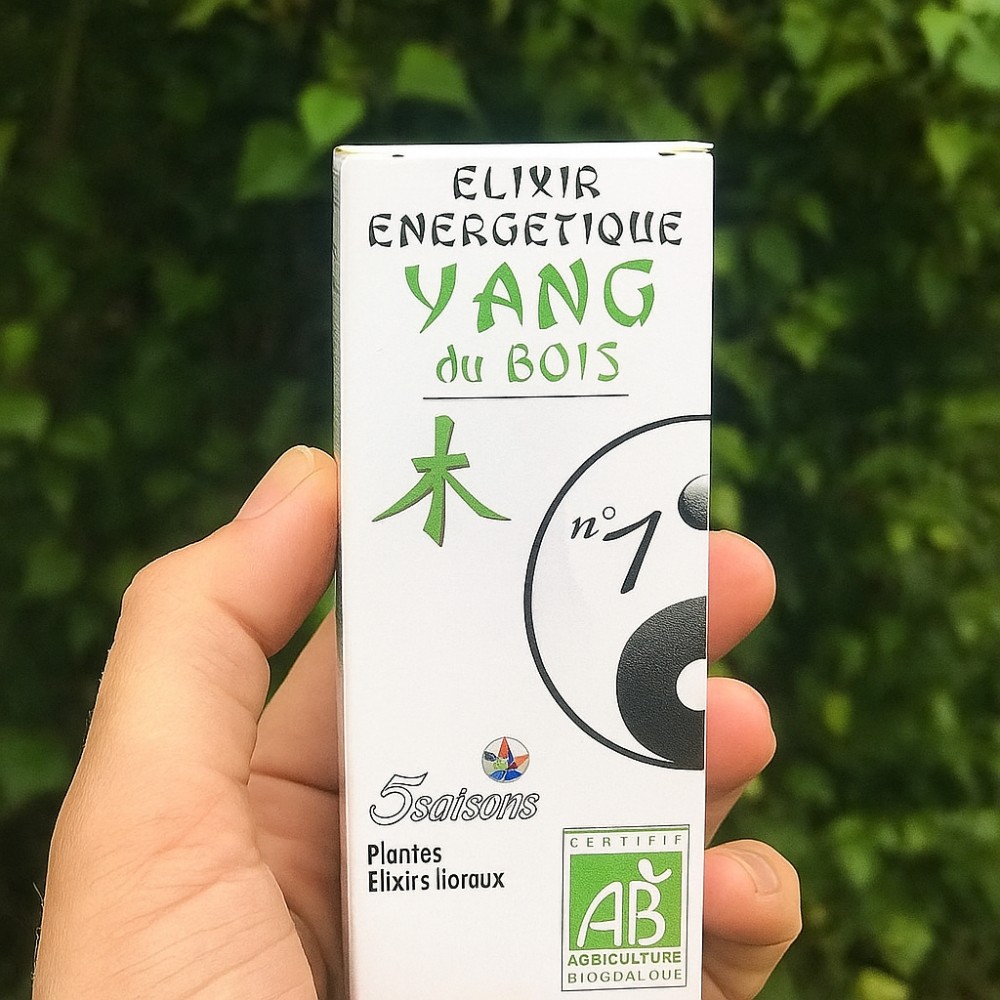 ELIXIR
ENERGETIQUE
YANG
du BOIS
木
n°1
5saisons
Plantes
Elixirs lioraux
CERTIFIF
AB
AGBICULTURE
BIOGDALOUE